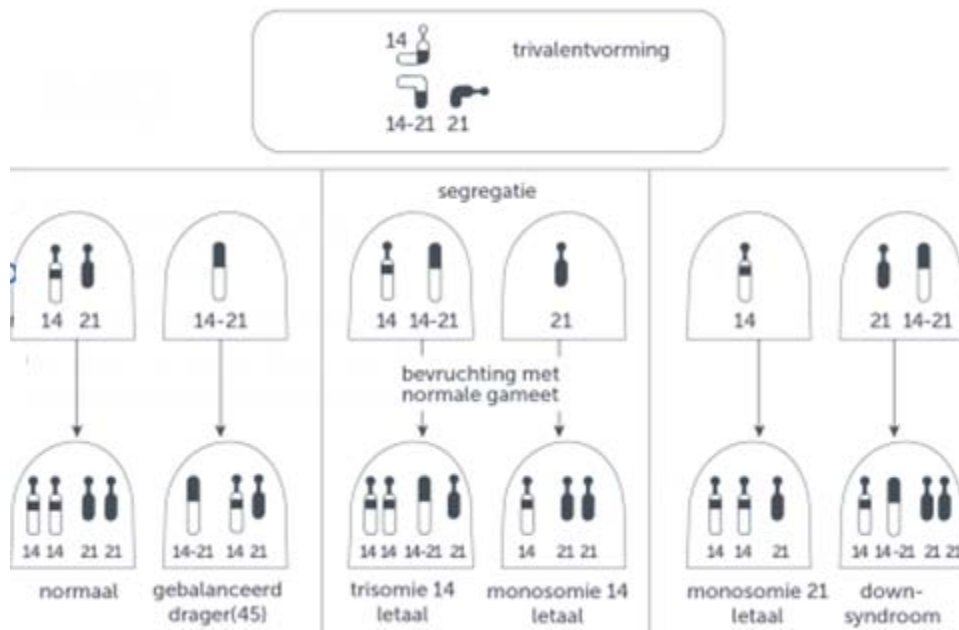 14
trivalentvorming
14-21 21
segregatie
14 21
14-21
14 14-21
21
14
21 14-21
bevruchting met
normale gameet
14 14 21 21
14-21 14 21
14 14 14-21 21
14 21 21
14 14 21
14 14-21 21 21
normaal
gebalanceerd
drager(45)
trisomie 14
letaal
monosomie 14
letaal
monosomie 21
letaal
down-
syndroom